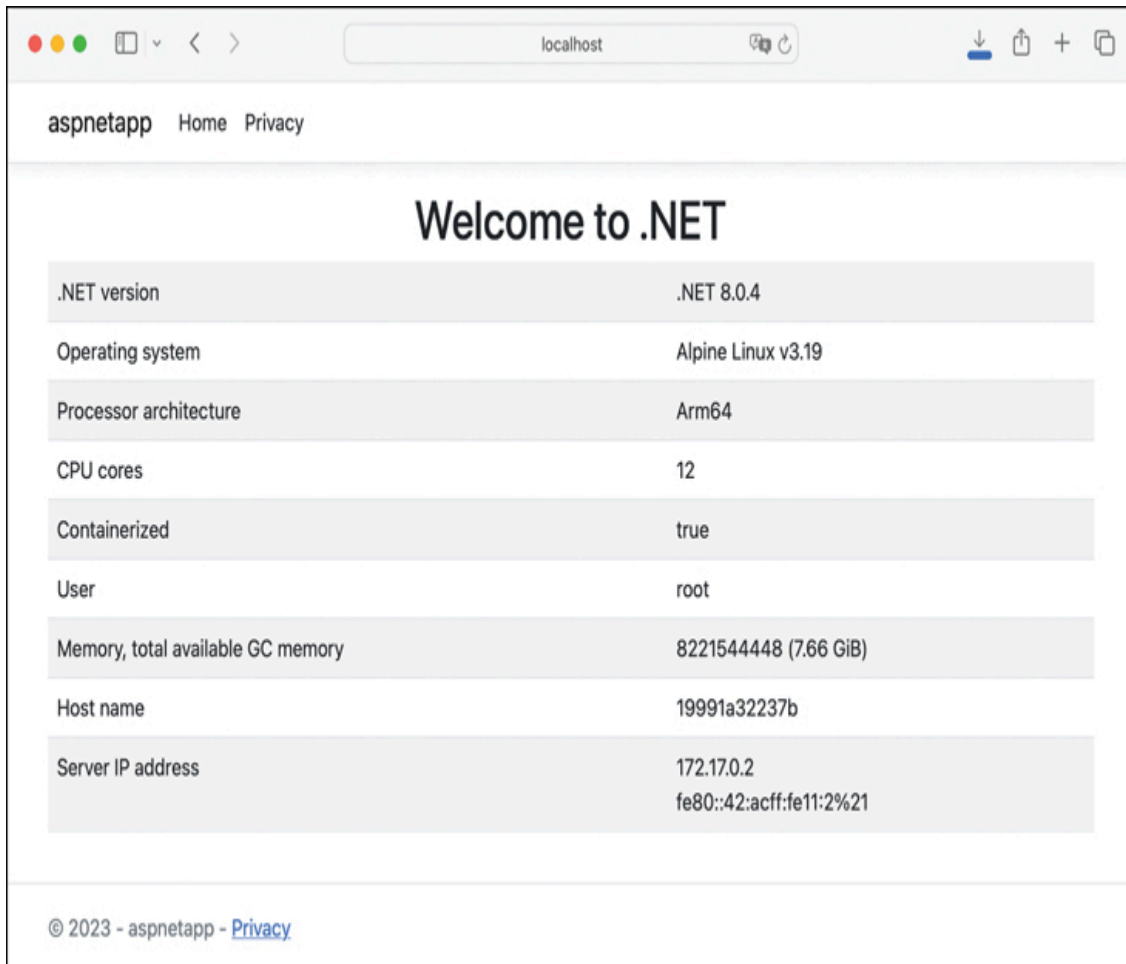 localhost
aspnetapp Home Privacy
Welcome to .NET
.NET version .NET 8.0.4
Operating system Alpine Linux v3.19
Processor architecture Arm64
CPU cores 12
Containerized true
User root
Memory, total available GC memory 8221544448 (7.66 GiB)
Host name 19991a32237b
Server IP address 172.17.0.2
fe80::42:acff:fe11:2%21
© 2023 - aspnetapp - Privacy